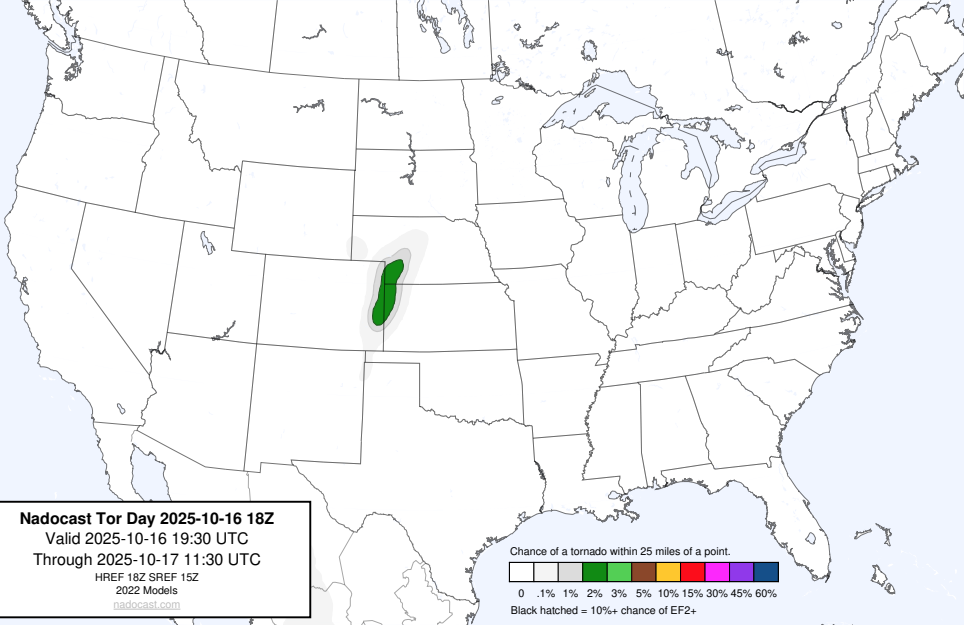 Nadocast Tor Day 2025-10-16 18Z
Valid 2025-10-16 19:30 UTC
Through 2025-10-17 11:30 UTC
HREF 18Z SREF 15Z
2022 Models
nadocast.com
Chance of a tornado within 25 miles of a point.
0 .1% 1% 2% 3% 5% 10% 15% 30% 45% 60%
Black hatched = 10%+ chance of EF2+